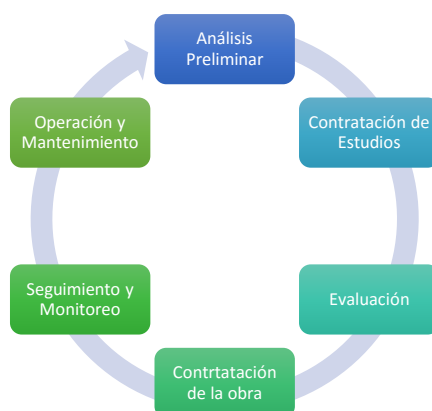 Análisis
Preliminar
Contratación de
Estudios
Evaluación
Contrtatación
de la obra
Seguimiento y
Monitoreo
Operación y
Mantenimiento